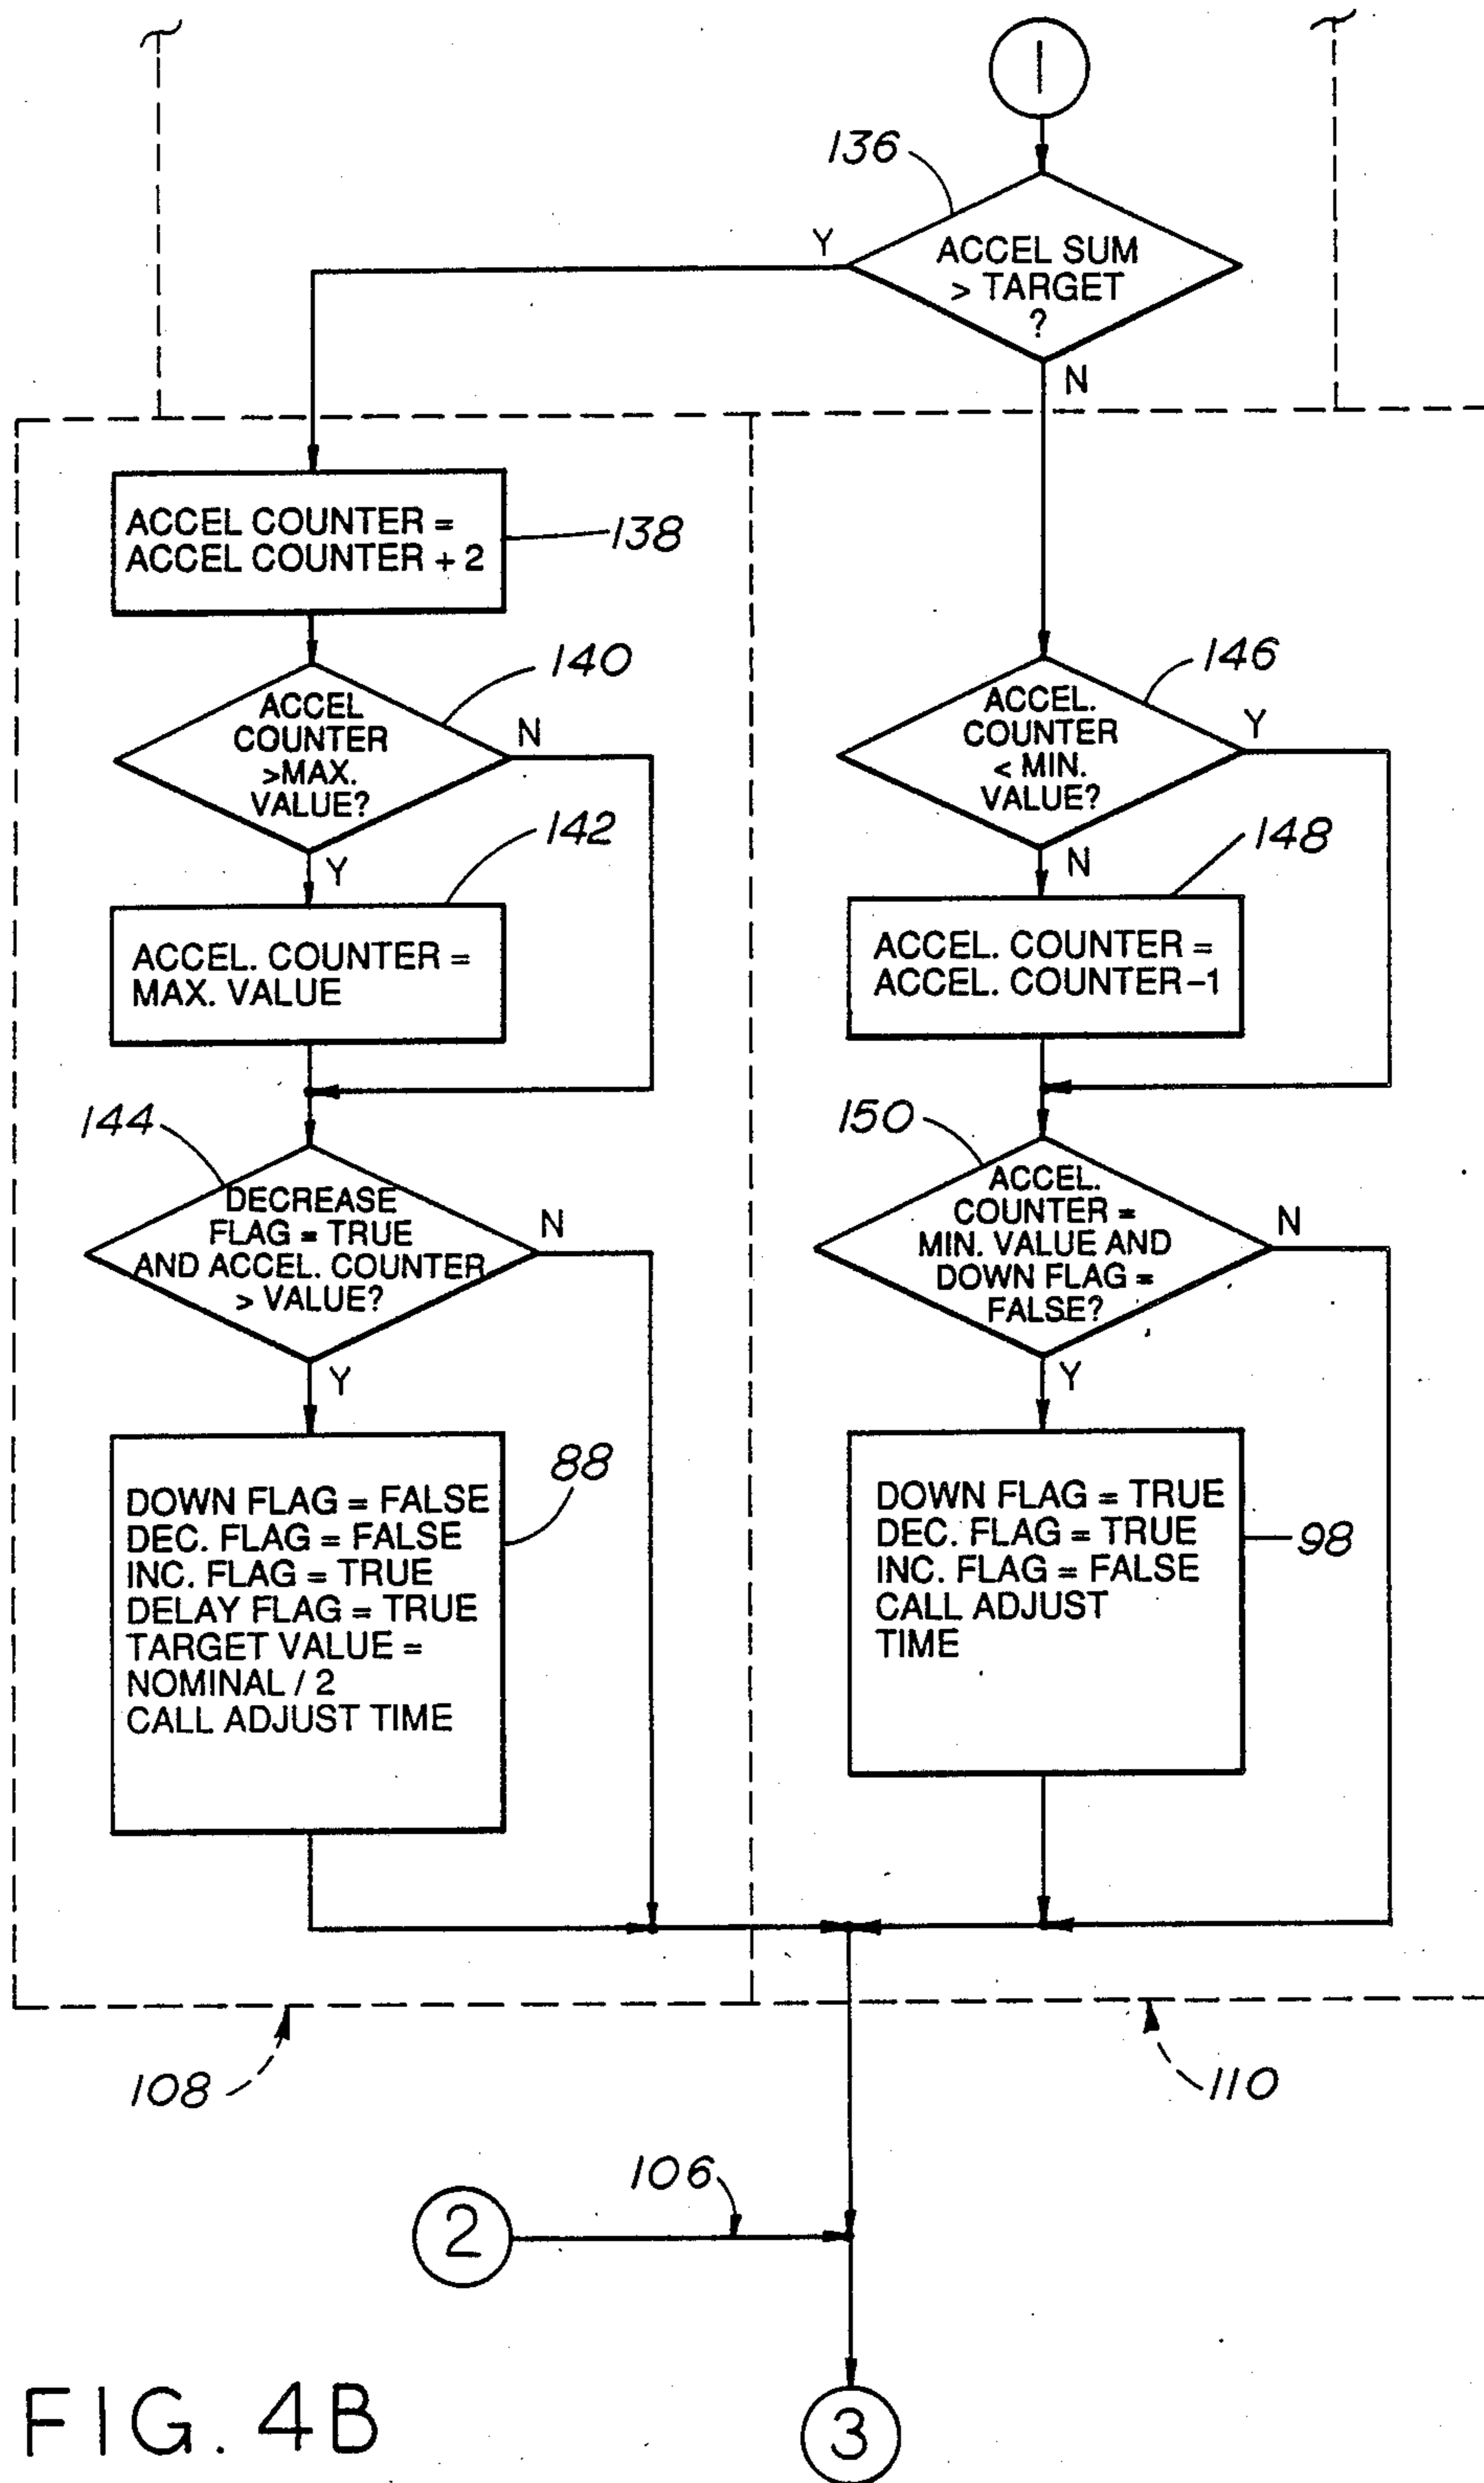 1
136
Y
ACCEL SUM
> TARGET
?
N
ACCEL COUNTER =
ACCEL COUNTER + 2
138
140
ACCEL
COUNTER
>MAX.
VALUE?
N
Y
142
ACCEL. COUNTER =
MAX. VALUE
144
DECREASE
FLAG = TRUE
AND ACCEL. COUNTER
> VALUE?
N
Y
88
DOWN FLAG = FALSE
DEC. FLAG = FALSE
INC. FLAG = TRUE
DELAY FLAG = TRUE
TARGET VALUE =
NOMINAL / 2
CALL ADJUST TIME
146
ACCEL.
COUNTER
< MIN.
VALUE?
Y
N
148
ACCEL. COUNTER =
ACCEL. COUNTER-1
150
ACCEL.
COUNTER =
MIN. VALUE AND
DOWN FLAG =
FALSE?
N
Y
DOWN FLAG = TRUE
DEC. FLAG = TRUE
INC. FLAG = FALSE
CALL ADJUST
TIME
98
108
110
106
2
3
FIG. 4B